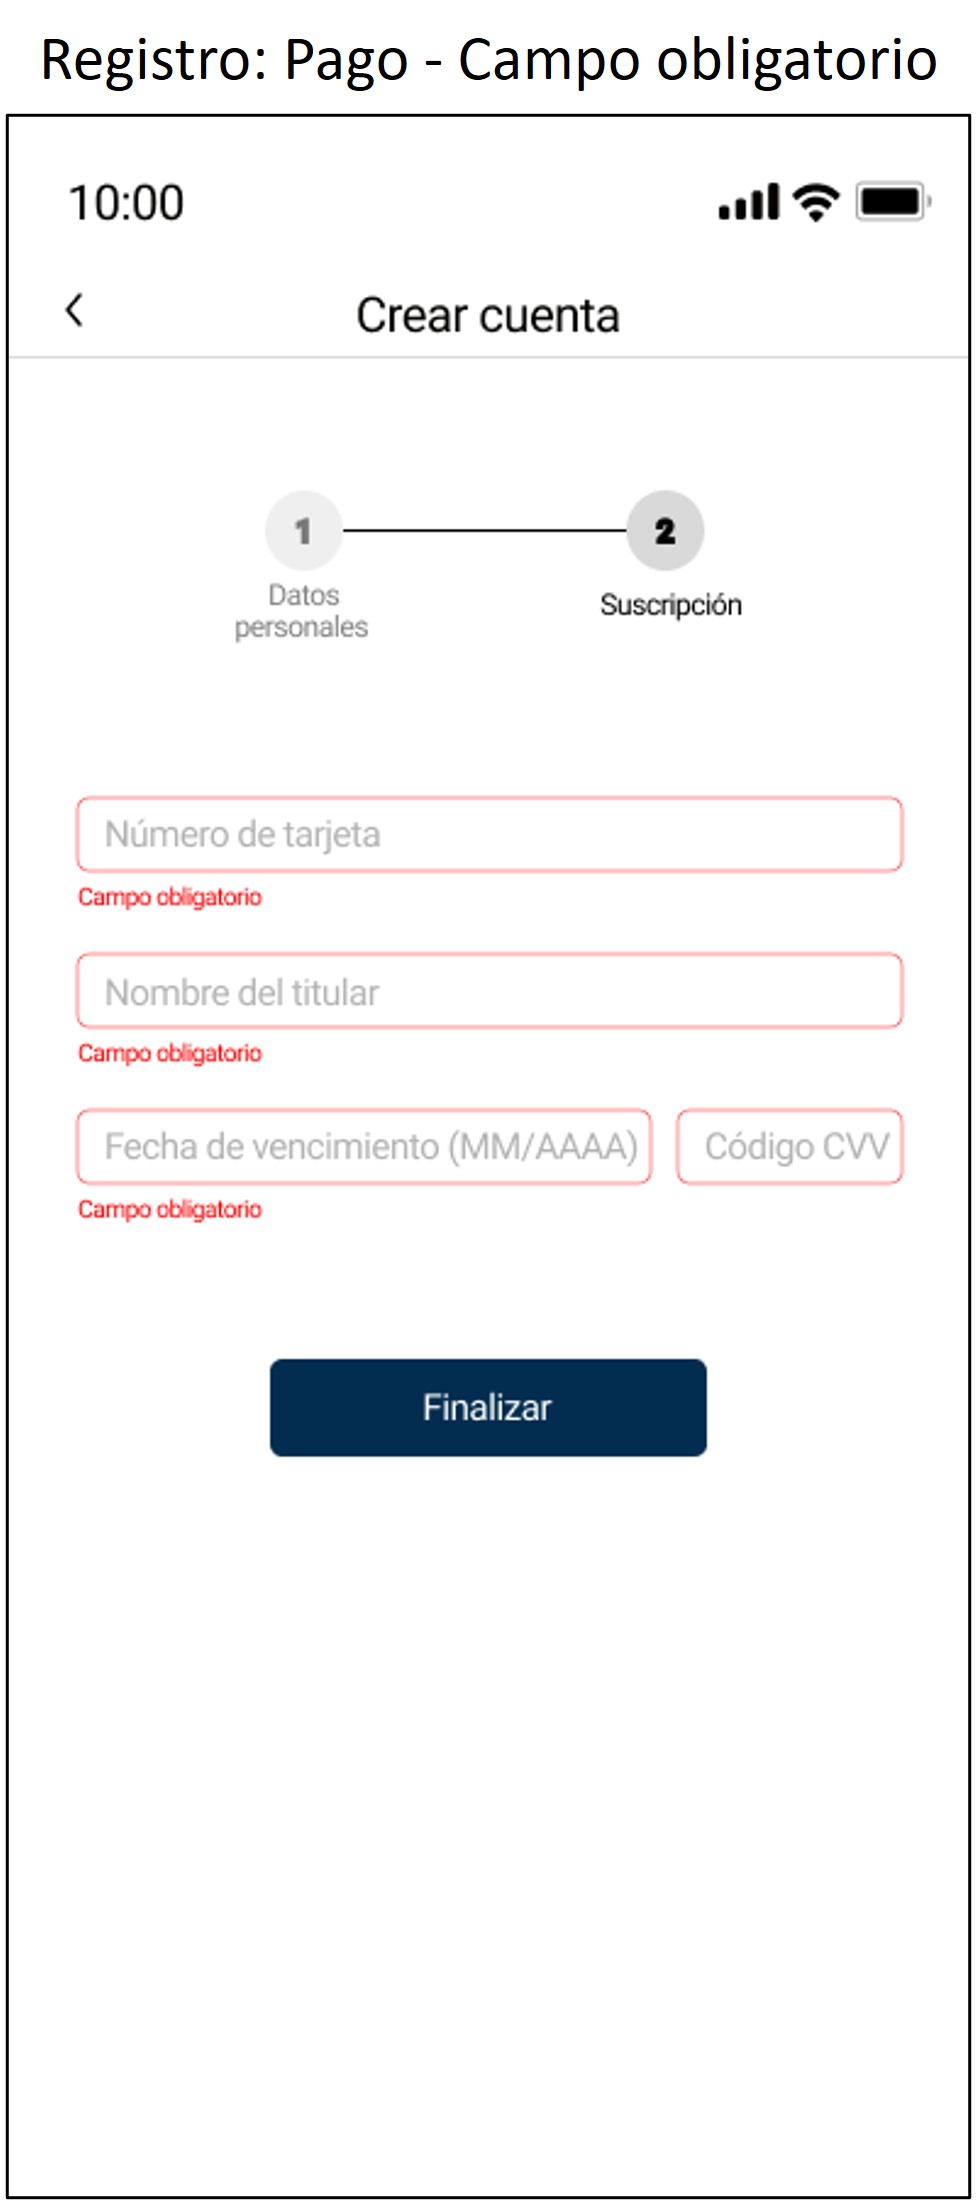 Registro: Pago - Campo obligatorio
10:00
Crear cuenta
1
2
Datos
personales
Suscripción
Número de tarjeta
Campo obligatorio
Nombre del titular
Campo obligatorio
Fecha de vencimiento (MM/AAAA)
Código CVV
Campo obligatorio
Finalizar